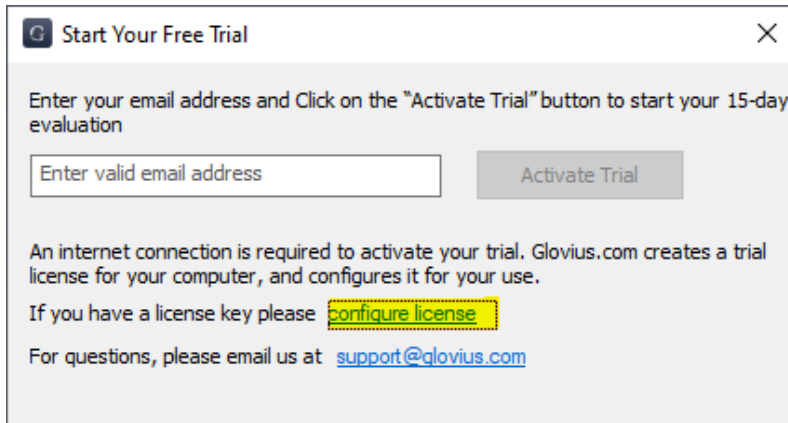 G Start Your Free Trial
Enter your email address and Click on the “Activate Trial” button to start your 15-day
evaluation
Enter valid email address Activate Trial
An internet connection is required to activate your trial. Glovius.com creates a trial
license for your computer, and configures it for your use.
If you have a license key please configure license
For questions, please email us at support@glovius.com